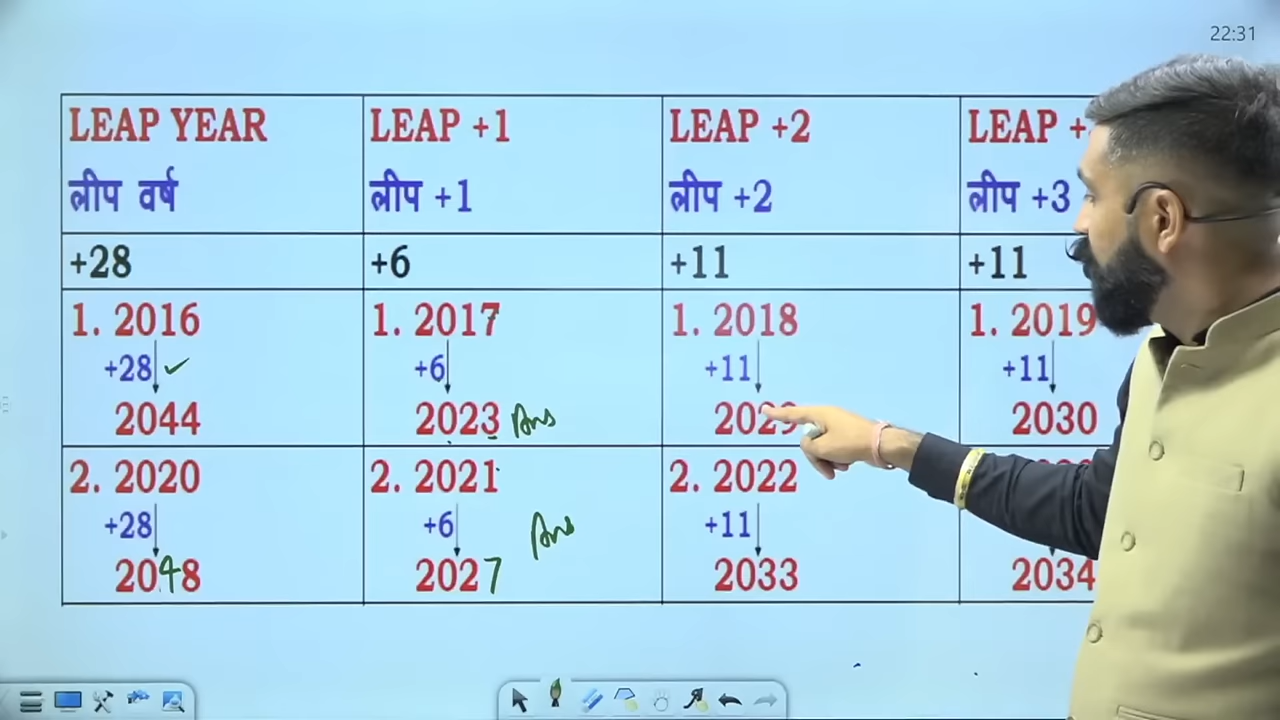 22:31
LEAP YEAR LEAP +1 LEAP +2 LEAP +
लीप वर्ष लीप +1 लीप +2 लीप +3
+28 +6 +11 +11
1. 2016 1. 2017 1. 2018 1. 2019
+28 +6 +11 +11
2044 2023 Ans 2029 2030
2. 2020 2. 2021 2. 2022
+28 +6 Ans +11
2048 2027 2033 2034